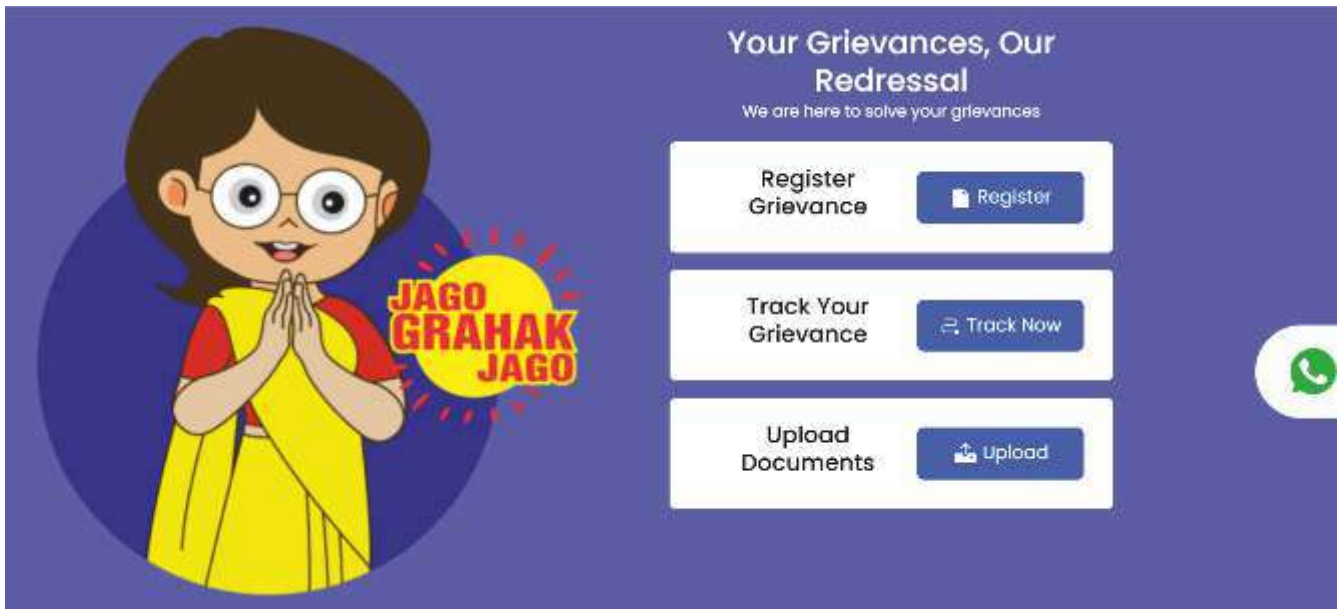 Your Grievances, Our
Redressal
We are here to solve your grievances
JAGO
GRAHAK
JAGO
Register
Grievance
Register
Track Your
Grievance
Track Now
Upload
Documents
Upload